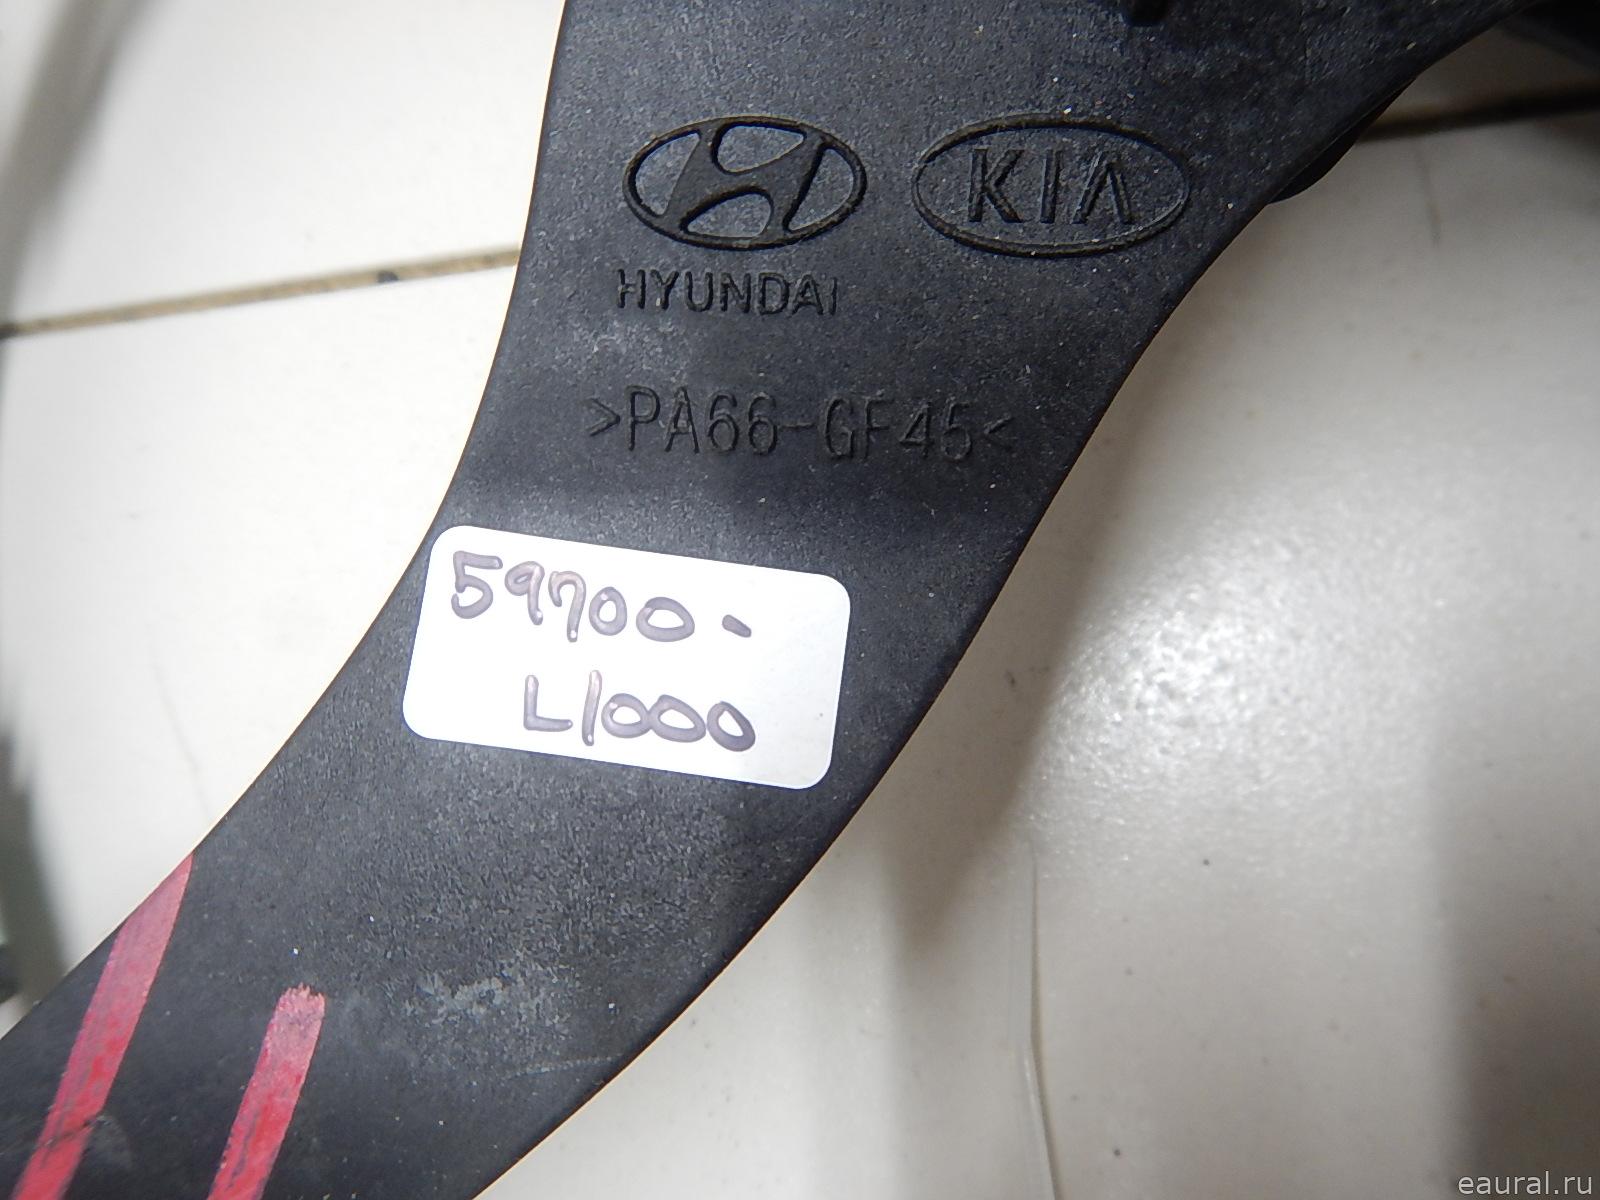 KIA
HYUNDAI
>PA66-GF45<
59700-
L1000
eaural.ru